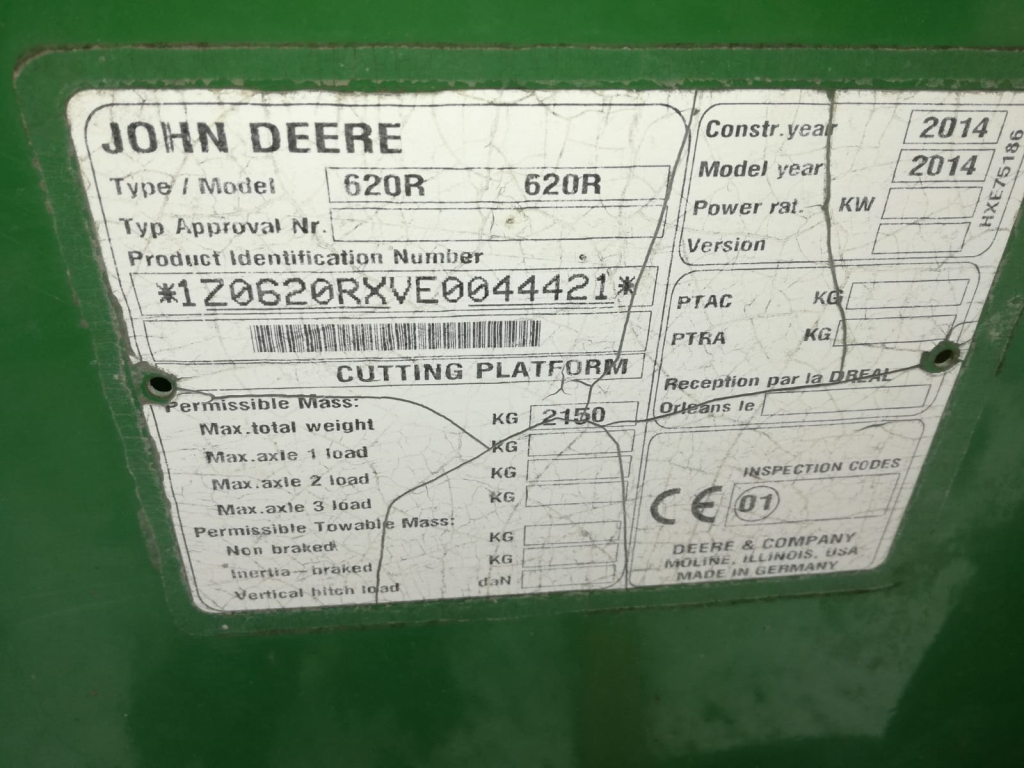 JOHN DEERE
Type / Model 620R 620R
Typ Approval Nr.
Product Identification Number
*1Z0620RXVE0044421*
CUTTING PLATFORM
Permissible Mass:
Max.total weight KG 2150
Max.axle 1 load KG
Max.axle 2 load KG
Max.axle 3 load KG
Permissible Towable Mass:
Non braked KG
Inertia-braked KG
Vertical hitch load daN
Constr.year 2014
Model year 2014
Power rat. KW
Version
HXE75186
PTAC KG
PTRA KG
Reception par la DREAL
Orleans le
INSPECTION CODES
CE 01
DEERE & COMPANY
MOLINE, ILLINOIS, USA
MADE IN GERMANY